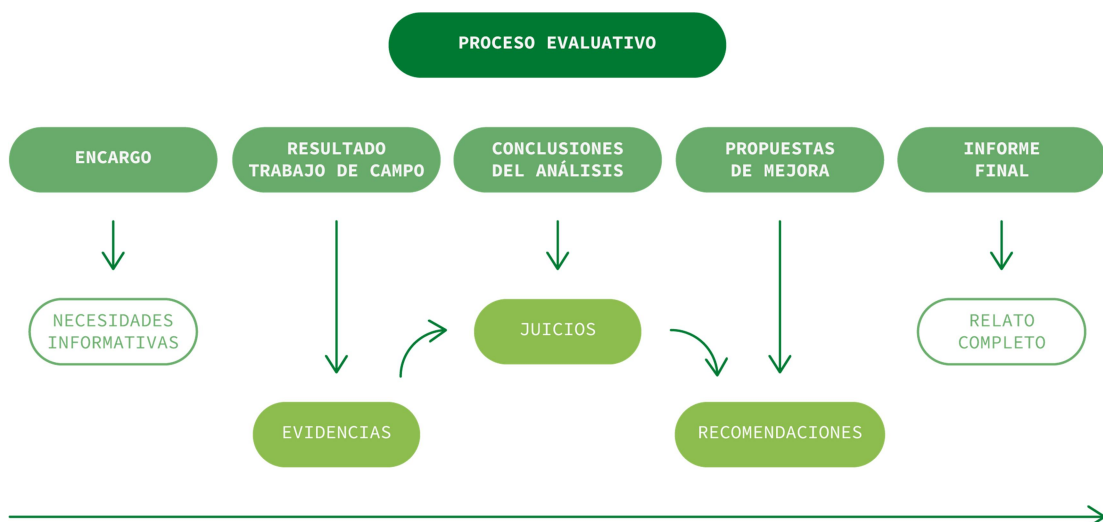 PROCESO EVALUATIVO
ENCARGO
RESULTADO
TRABAJO DE CAMPO
CONCLUSIONES
DEL ANÁLISIS
PROPUESTAS
DE MEJORA
INFORME
FINAL
NECESIDADES
INFORMATIVAS
JUICIOS
RELATO
COMPLETO
EVIDENCIAS
RECOMENDACIONES